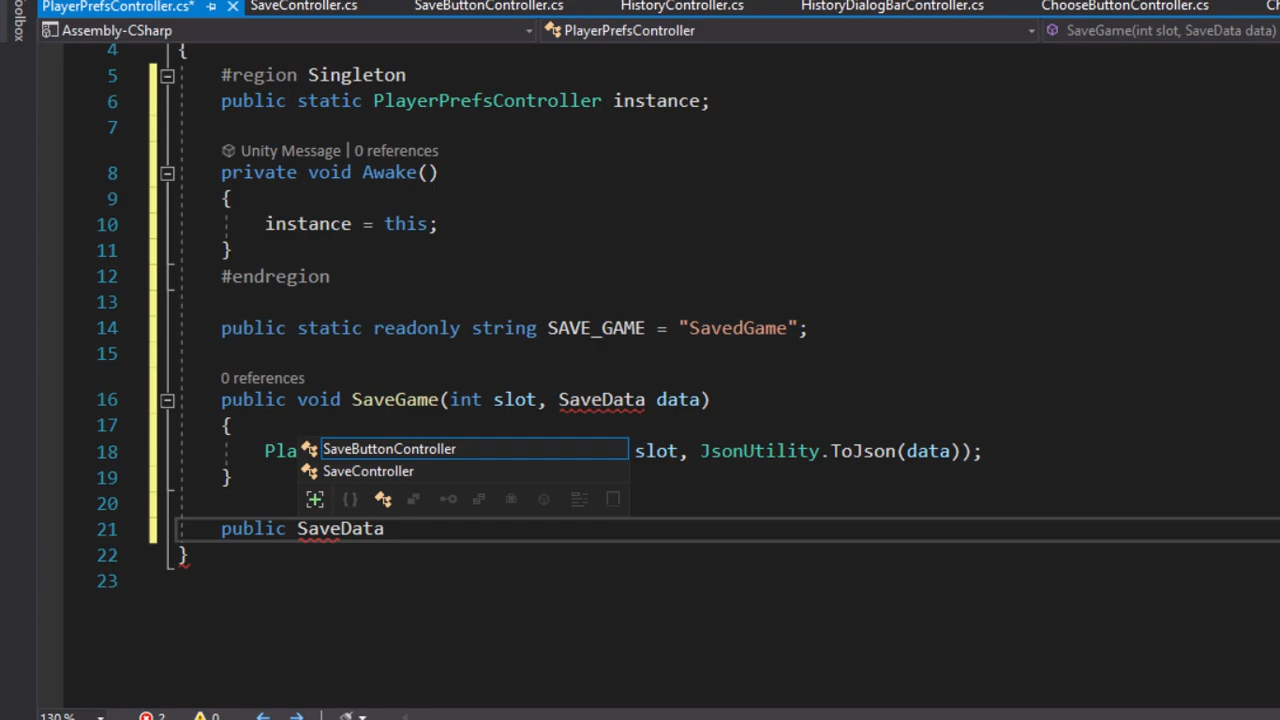 PlayerPrefsController.cs* SaveController.cs SaveButtonController.cs HistoryController.cs HistoryDialogBarController.cs ChooseButtonController.cs
Toolbox
Assembly-CSharp PlayerPrefsController SaveGame(int slot, SaveData data)
4 {
5 #region Singleton
6 public static PlayerPrefsController instance;
7
Unity Message | 0 references
8 private void Awake()
9 {
10 instance = this;
11 }
12 #endregion
13
14 public static readonly string SAVE_GAME = "SavedGame";
15
0 references
16 public void SaveGame(int slot, SaveData data)
17 {
SaveButtonController
18 Pla slot, JsonUtility.ToJson(data));
SaveController
19 }
20
21 public SaveData
22 }
23
130 % 2 0